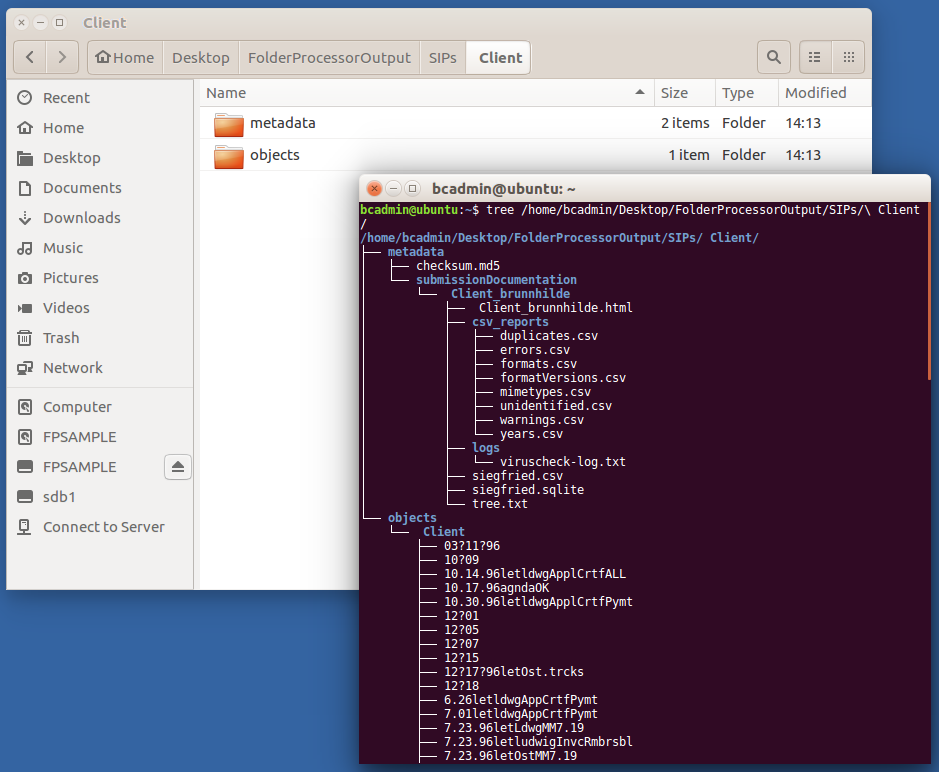 Client
Home Desktop FolderProcessorOutput SIPs Client
Name Size Type Modified
metadata 2 items Folder 14:13
objects 1 item Folder 14:13
Recent
Home
Desktop
Documents
Downloads
Music
Pictures
Videos
Trash
Network
Computer
FPSAMPLE
FPSAMPLE
sdb1
Connect to Server
bcadmin@ubuntu: ~
bcadmin@ubuntu:~$ tree /home/bcadmin/Desktop/FolderProcessorOutput/SIPs/\ Client
/
/home/bcadmin/Desktop/FolderProcessorOutput/SIPs/ Client/
├── metadata
│   ├── checksum.md5
│   └── submissionDocumentation
│       └──  Client_brunnhilde
│           ├──  Client_brunnhilde.html
│           ├── csv_reports
│           │   ├── duplicates.csv
│           │   ├── errors.csv
│           │   ├── formats.csv
│           │   ├── formatVersions.csv
│           │   ├── mimetypes.csv
│           │   ├── unidentified.csv
│           │   ├── warnings.csv
│           │   └── years.csv
│           ├── logs
│           │   └── viruscheck-log.txt
│           ├── siegfried.csv
│           ├── siegfried.sqlite
│           └── tree.txt
└── objects
    └──  Client
        ├── 03?11?96
        ├── 10?09
        ├── 10.14.96letldwgApplCrtfALL
        ├── 10.17.96agndaOK
        ├── 10.30.96letldwgApplCrtfPymt
        ├── 12?01
        ├── 12?05
        ├── 12?07
        ├── 12?15
        ├── 12?17?96letOst.trcks
        ├── 12?18
        ├── 6.26letldwgAppCrtfPymt
        ├── 7.01letldwgAppCrtfPymt
        ├── 7.23.96letLdwgMM7.19
        ├── 7.23.96letludwigInvcRmbrsbl
        ├── 7.23.96letOstMM7.19